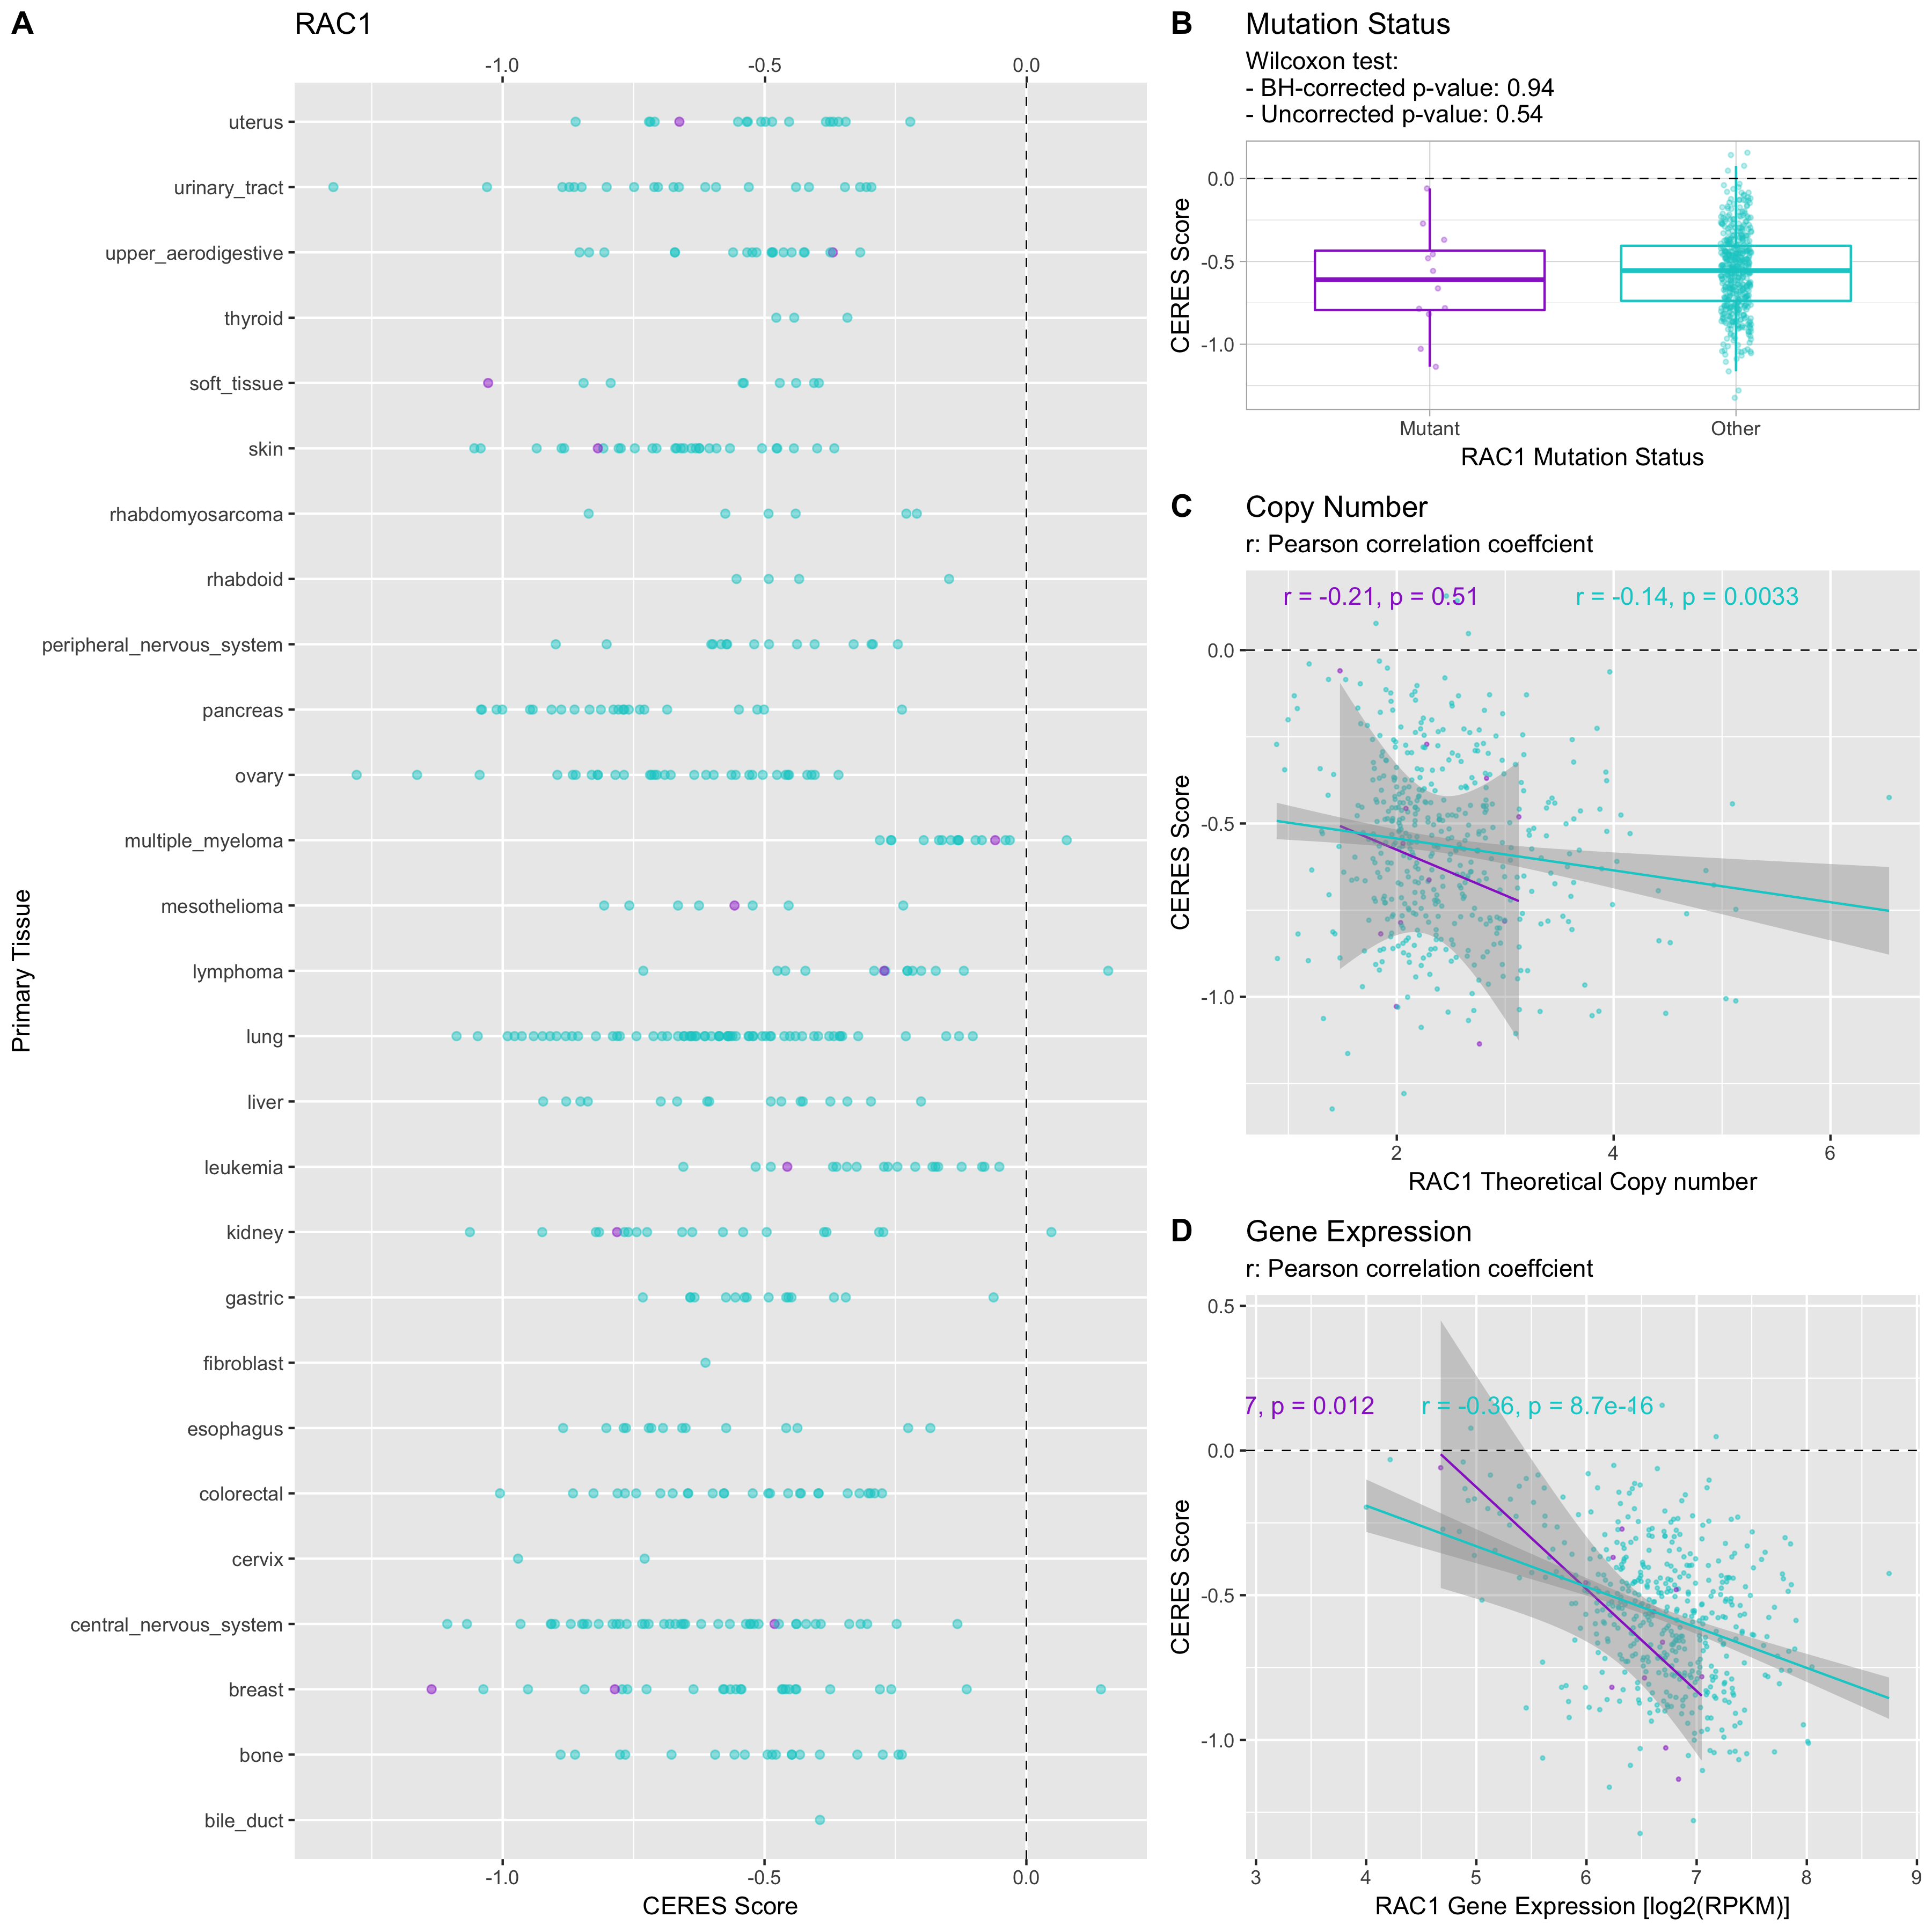 A
RAC1
-1.0 -0.5 0.0
Primary Tissue
uterus
urinary_tract
upper_aerodigestive
thyroid
soft_tissue
skin
rhabdomyosarcoma
rhabdoid
peripheral_nervous_system
pancreas
ovary
multiple_myeloma
mesothelioma
lymphoma
lung
liver
leukemia
kidney
gastric
fibroblast
esophagus
colorectal
cervix
central_nervous_system
breast
bone
bile_duct
-1.0 -0.5 0.0
CERES Score
B
Mutation Status
Wilcoxon test:
- BH-corrected p-value: 0.94
- Uncorrected p-value: 0.54
CERES Score
0.0
-0.5
-1.0
Mutant Other
RAC1 Mutation Status
C
Copy Number
r: Pearson correlation coeffcient
r = -0.21, p = 0.51 r = -0.14, p = 0.0033
CERES Score
0.0
-0.5
-1.0
2 4 6
RAC1 Theoretical Copy number
D
Gene Expression
r: Pearson correlation coeffcient
0.5
7, p = 0.012 r = -0.36, p = 8.7e-16
CERES Score
0.0
-0.5
-1.0
3 4 5 6 7 8 9
RAC1 Gene Expression [log2(RPKM)]